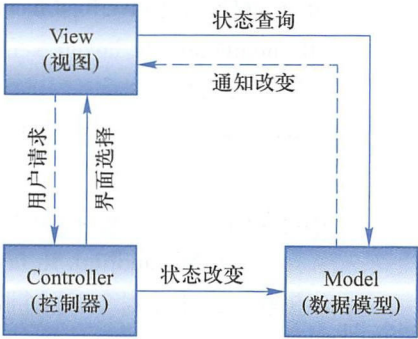 View
(视图)
状态查询
通知改变
用户请求
界面选择
Controller
(控制器)
状态改变
Model
(数据模型)